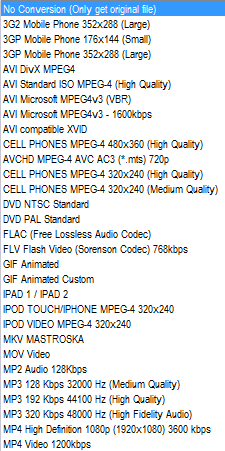 No Conversion (Only get original file)
3G2 Mobile Phone 352x288 (Large)
3GP Mobile Phone 176x144 (Small)
3GP Mobile Phone 352x288 (Large)
AVI DivX MPEG4
AVI Standard ISO MPEG-4 (High Quality)
AVI Microsoft MPEG4v3 (VBR)
AVI Microsoft MPEG4v3 - 1600kbps
AVI compatible XVID
CELL PHONES MPEG-4 480x360 (High Quality)
AVCHD MPEG-4 AVC AC3 (*.mts) 720p
CELL PHONES MPEG-4 320x240 (High Quality)
CELL PHONES MPEG-4 320x240 (Medium Quality)
DVD NTSC Standard
DVD PAL Standard
FLAC (Free Lossless Audio Codec)
FLV Flash Video (Sorenson Codec) 768kbps
GIF Animated
GIF Animated Custom
IPAD 1 / IPAD 2
IPOD TOUCH/IPHONE MPEG-4 320x240
IPOD VIDEO MPEG-4 320x240
MKV MASTROSKA
MOV Video
MP2 Audio 128Kbps
MP3 128 Kbps 32000 Hz (Medium Quality)
MP3 192 Kbps 44100 Hz (High Quality)
MP3 320 Kbps 48000 Hz (High Fidelity Audio)
MP4 High Definition 1080p (1920x1080) 3600 kbps
MP4 Video 1200kbps